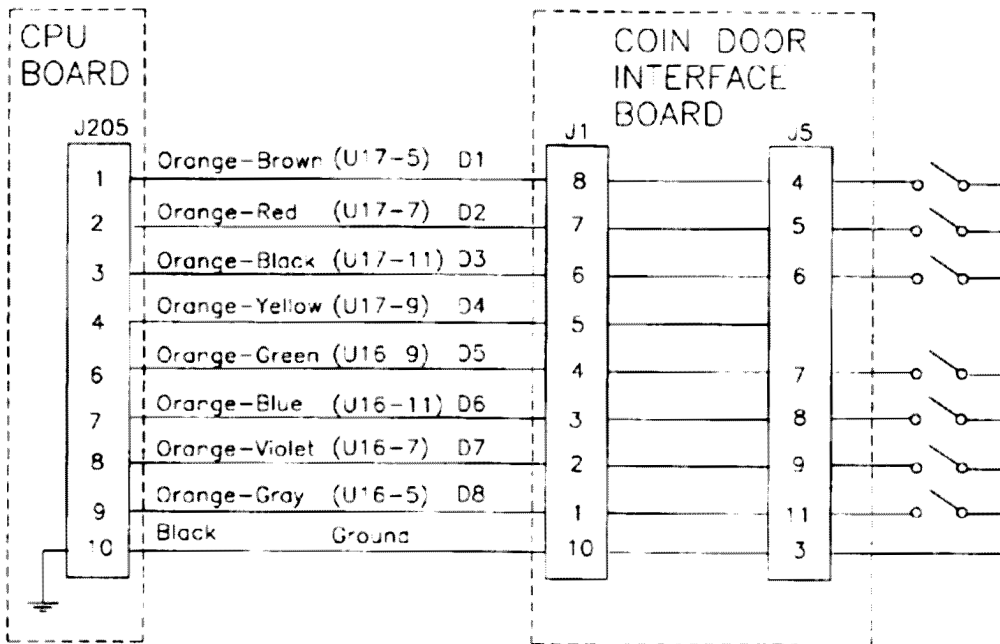 CPU
BOARD
COIN DOOR
INTERFACE
BOARD
J205
J1
J5
1 Orange-Brown (U17-5) D1 8 4
2 Orange-Red (U17-7) D2 7 5
3 Orange-Black (U17-11) D3 6 6
4 Orange-Yellow (U17-9) D4 5
6 Orange-Green (U16 9) D5 4 7
7 Orange-Blue (U16-11) D6 3 8
8 Orange-Violet (U16-7) D7 2 9
9 Orange-Gray (U16-5) D8 1 11
10 Black Ground 10 3